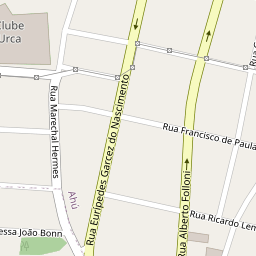 Clube
Urca
Rua Marechal Hermes
Rua Eurípedes Garcez do Nascimento
Rua Francisco de Paula
Ahú
Rua Alberto Folloni
Rua Ricardo Lem
essa João Bonn